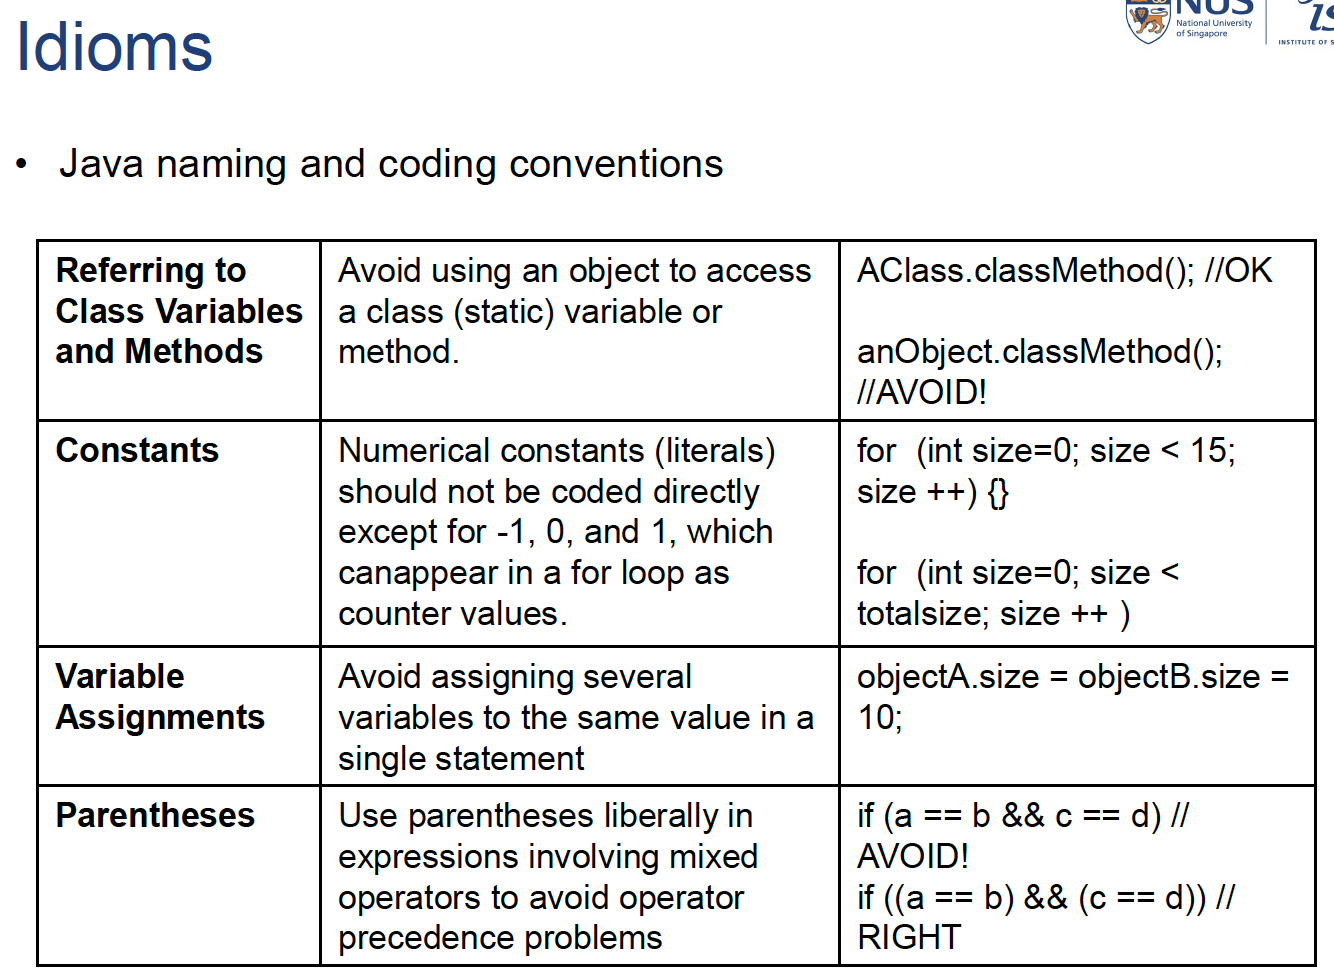 Idioms
NUS
National University
of Singapore
INSTITUTE OF S
• Java naming and coding conventions
Referring to
Class Variables
and Methods
Avoid using an object to access
a class (static) variable or
method.
AClass.classMethod(); //OK
anObject.classMethod();
//AVOID!
Constants
Numerical constants (literals)
should not be coded directly
except for -1, 0, and 1, which
canappear in a for loop as
counter values.
for  (int size=0; size < 15;
size ++) {}
for  (int size=0; size <
totalsize; size ++ )
Variable
Assignments
Avoid assigning several
variables to the same value in a
single statement
objectA.size = objectB.size =
10;
Parentheses
Use parentheses liberally in
expressions involving mixed
operators to avoid operator
precedence problems
if (a == b && c == d) //
AVOID!
if ((a == b) && (c == d)) //
RIGHT